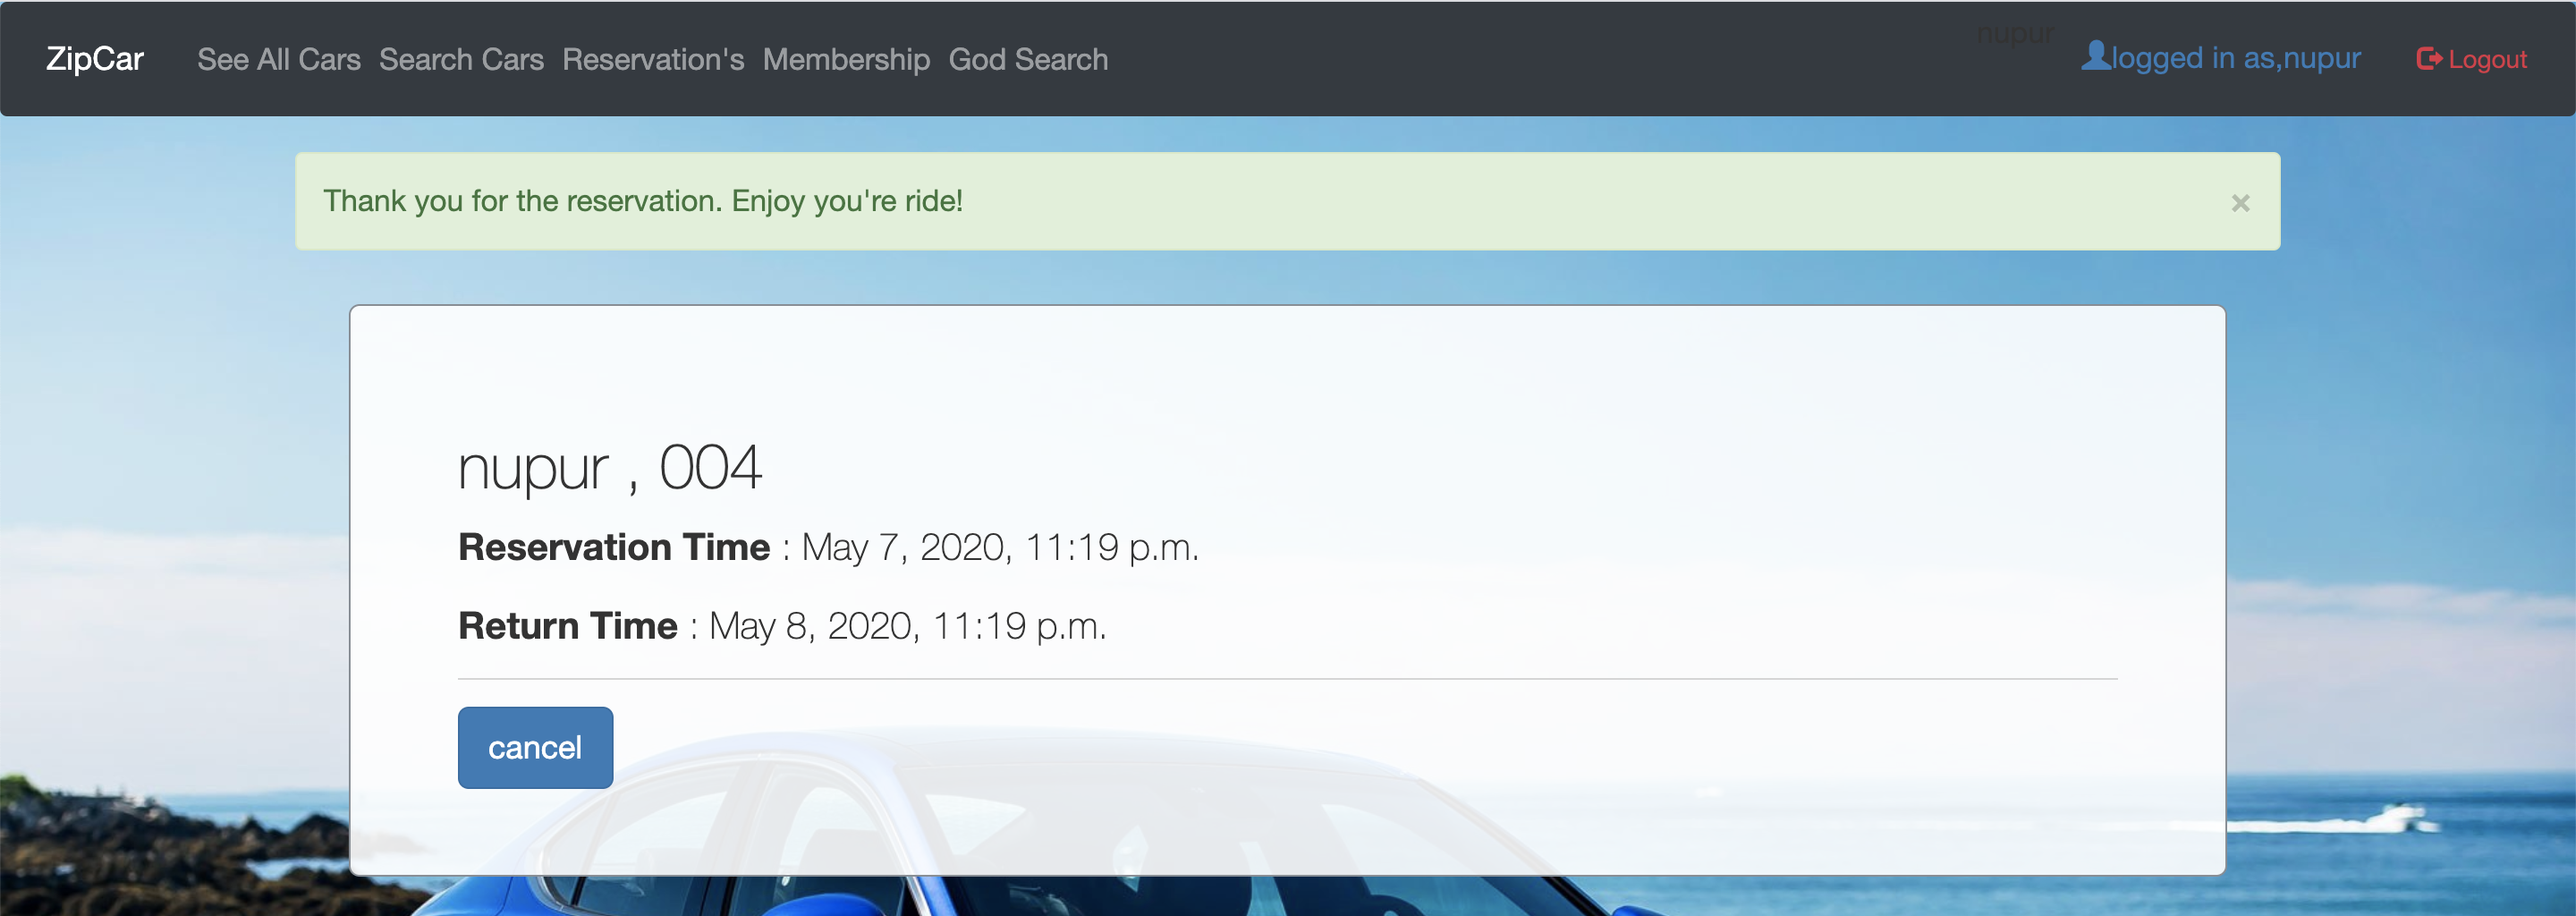 ZipCar See All Cars Search Cars Reservation's Membership God Search nupur logged in as,nupur Logout
Thank you for the reservation. Enjoy you're ride! ×
nupur , 004
Reservation Time : May 7, 2020, 11:19 p.m.
Return Time : May 8, 2020, 11:19 p.m.
cancel